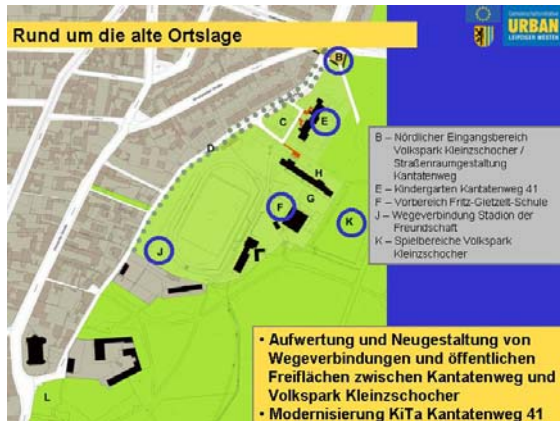 Rund um die alte Ortslage
URBAN
LEIPZIGER WESTEN
B
C
E
D
H
G
F
K
J
L
B – Nördlicher Eingangsbereich
Volkspark Kleinzschocher /
Straßenraumgestaltung
Kantatenweg
E – Kindergarten Kantatenweg 41
F – Vorbereich Fritz-Gietzelt-Schule
J – Wegeverbindung Stadion der
Freundschaft
K – Spielbereiche Volkspark
Kleinzschocher
• Aufwertung und Neugestaltung von
Wegeverbindungen und öffentlichen
Freiflächen zwischen Kantatenweg und
Volkspark Kleinzschocher
• Modernisierung KiTa Kantatenweg 41